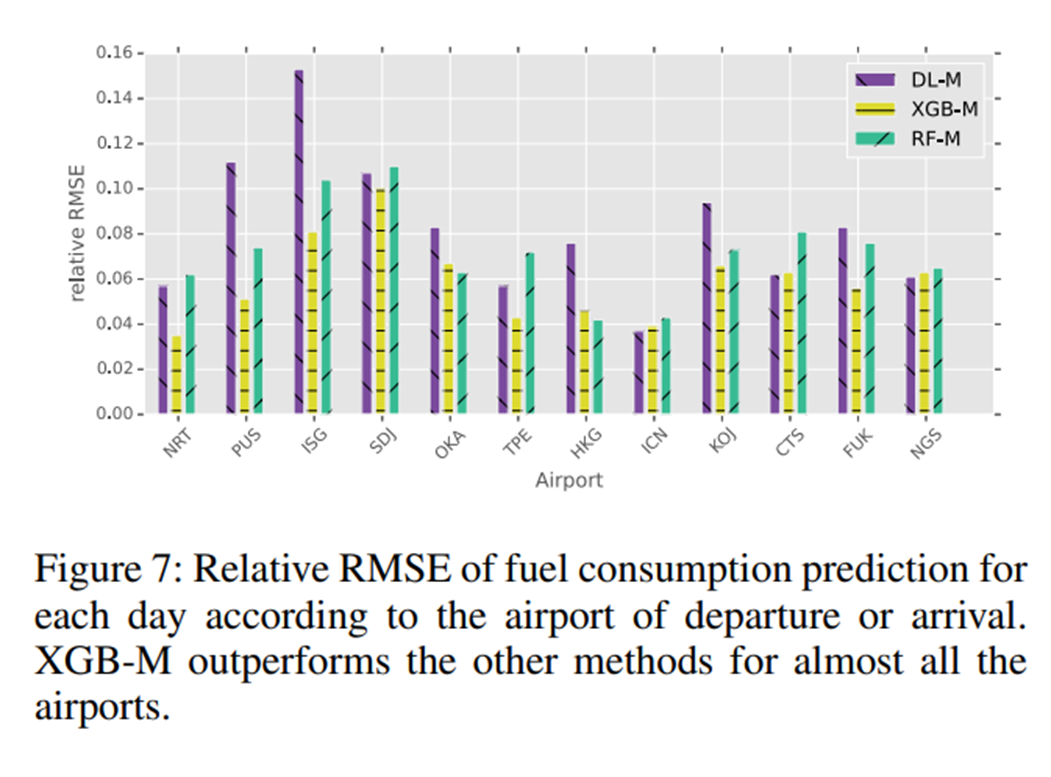 0.16
0.14
0.12
0.10
0.08
0.06
0.04
0.02
0.00
relative RMSE
DL-M
XGB-M
RF-M
NRT
PUS
ISG
SDJ
OKA
TPE
HKG
ICN
KOJ
CTS
FUK
NGS
Airport
Figure 7: Relative RMSE of fuel consumption prediction for
each day according to the airport of departure or arrival.
XGB-M outperforms the other methods for almost all the
airports.